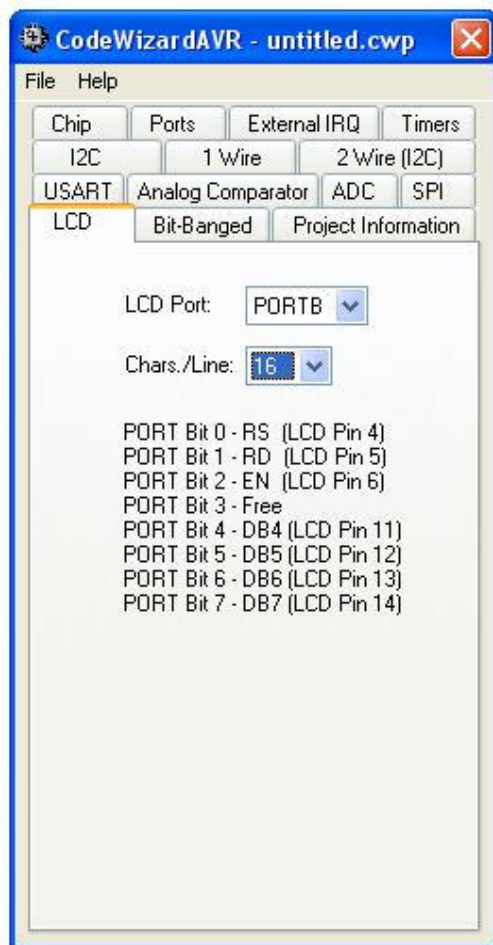 CodeWizardAVR - untitled.cwp
File Help
Chip Ports External IRQ Timers
I2C 1 Wire 2 Wire (I2C)
USART Analog Comparator ADC SPI
LCD Bit-Banged Project Information
LCD Port: PORTB
Chars./Line: 16
PORT Bit 0 - RS (LCD Pin 4)
PORT Bit 1 - RD (LCD Pin 5)
PORT Bit 2 - EN (LCD Pin 6)
PORT Bit 3 - Free
PORT Bit 4 - DB4 (LCD Pin 11)
PORT Bit 5 - DB5 (LCD Pin 12)
PORT Bit 6 - DB6 (LCD Pin 13)
PORT Bit 7 - DB7 (LCD Pin 14)